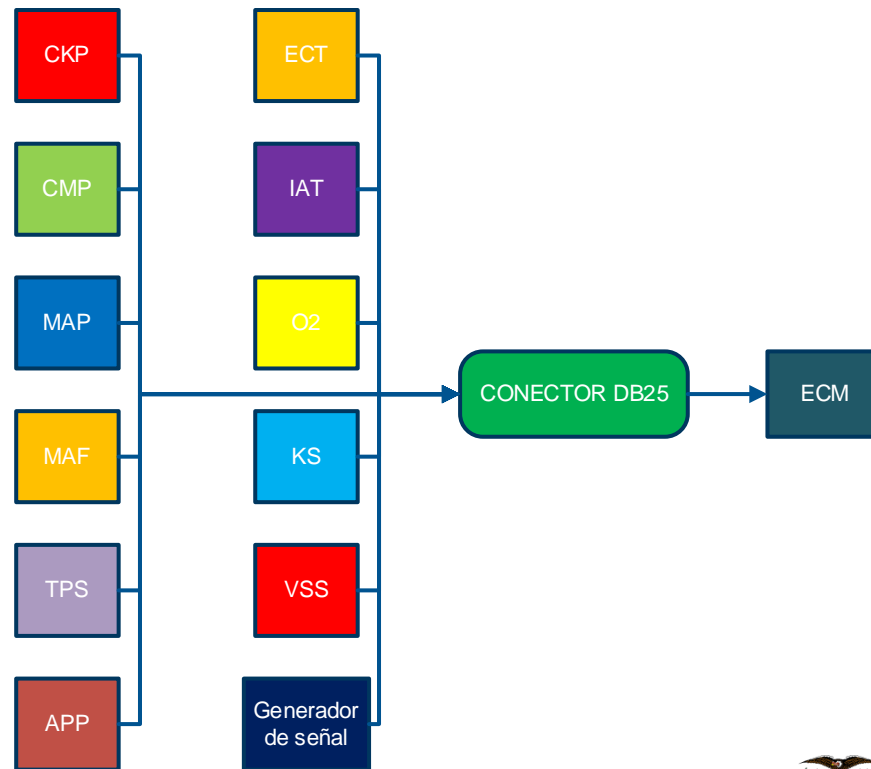 CKP
ECT
CMP
IAT
MAP
O2
CONECTOR DB25
ECM
MAF
KS
TPS
VSS
APP
Generador
de señal